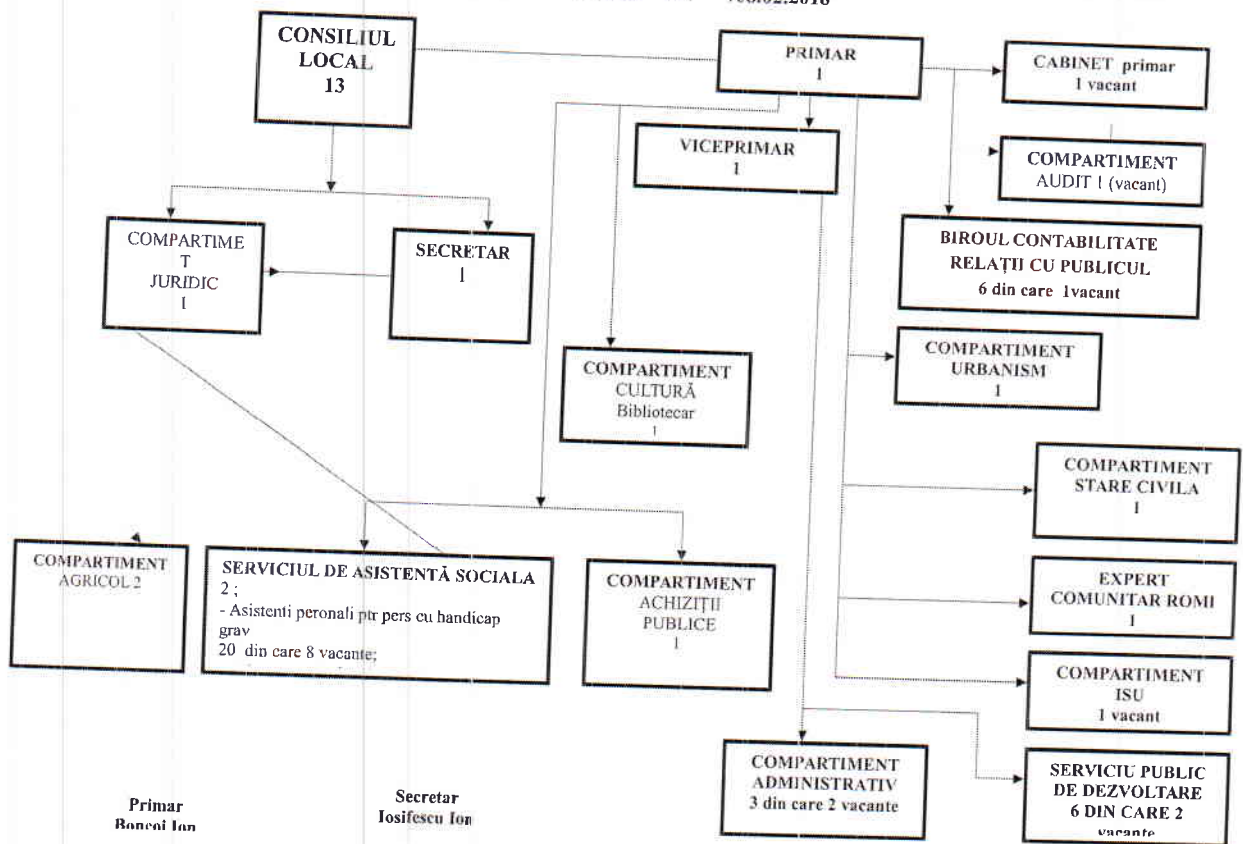 CONSILIUL
LOCAL
13
PRIMAR
1
CABINET primar
1 vacant
VICEPRIMAR
1
COMPARTIMENT
AUDIT 1 (vacant)
COMPARTIME
T
JURIDIC
1
SECRETAR
1
BIROUL CONTABILITATE
RELAȚII CU PUBLICUL
6 din care 1vacant
COMPARTIMENT
CULTURĂ
Bibliotecar
1
COMPARTIMENT
URBANISM
1
COMPARTIMENT
STARE CIVILA
1
COMPARTIMENT
AGRICOL 2
SERVICIUL DE ASISTENTĂ SOCIALA
2 ;
- Asistenti peronali ptr pers cu handicap
grav
20 din care 8 vacante;
COMPARTIMENT
ACHIZIȚII
PUBLICE
1
EXPERT
COMUNITAR ROMI
1
COMPARTIMENT
ISU
1 vacant
COMPARTIMENT
ADMINISTRATIV
3 din care 2 vacante
SERVICIU PUBLIC
DE DEZVOLTARE
6 DIN CARE 2
vacante
Primar
Boncoi Ion
Secretar
Iosifescu Ion